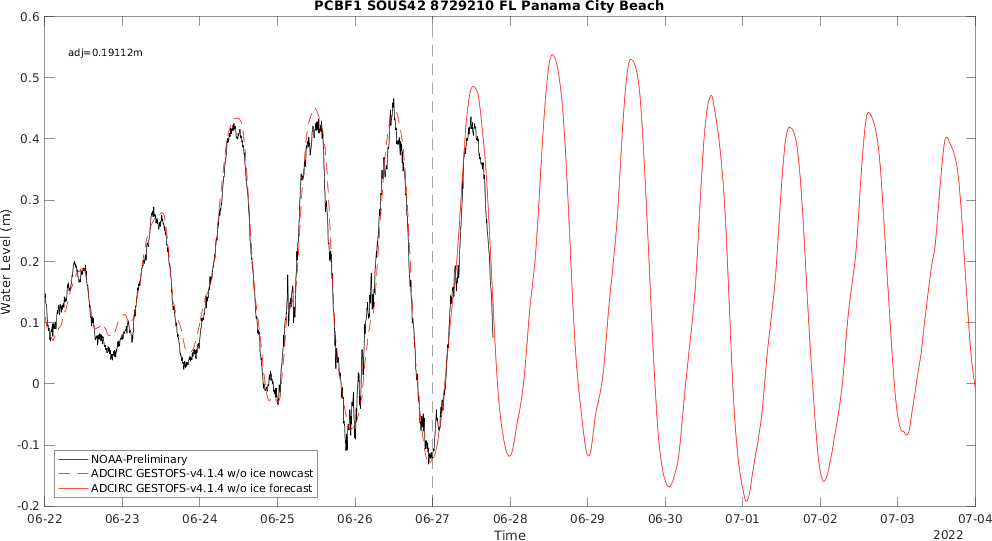 PCBF1 SOUS42 8729210 FL Panama City Beach
adj=0.19112m
Water Level (m)
0.6
0.5
0.4
0.3
0.2
0.1
0
-0.1
-0.2
NOAA-Preliminary
ADCIRC GESTOFS-v4.1.4 w/o ice nowcast
ADCIRC GESTOFS-v4.1.4 w/o ice forecast
06-22 06-23 06-24 06-25 06-26 06-27 06-28 06-29 06-30 07-01 07-02 07-03 07-04
Time
2022